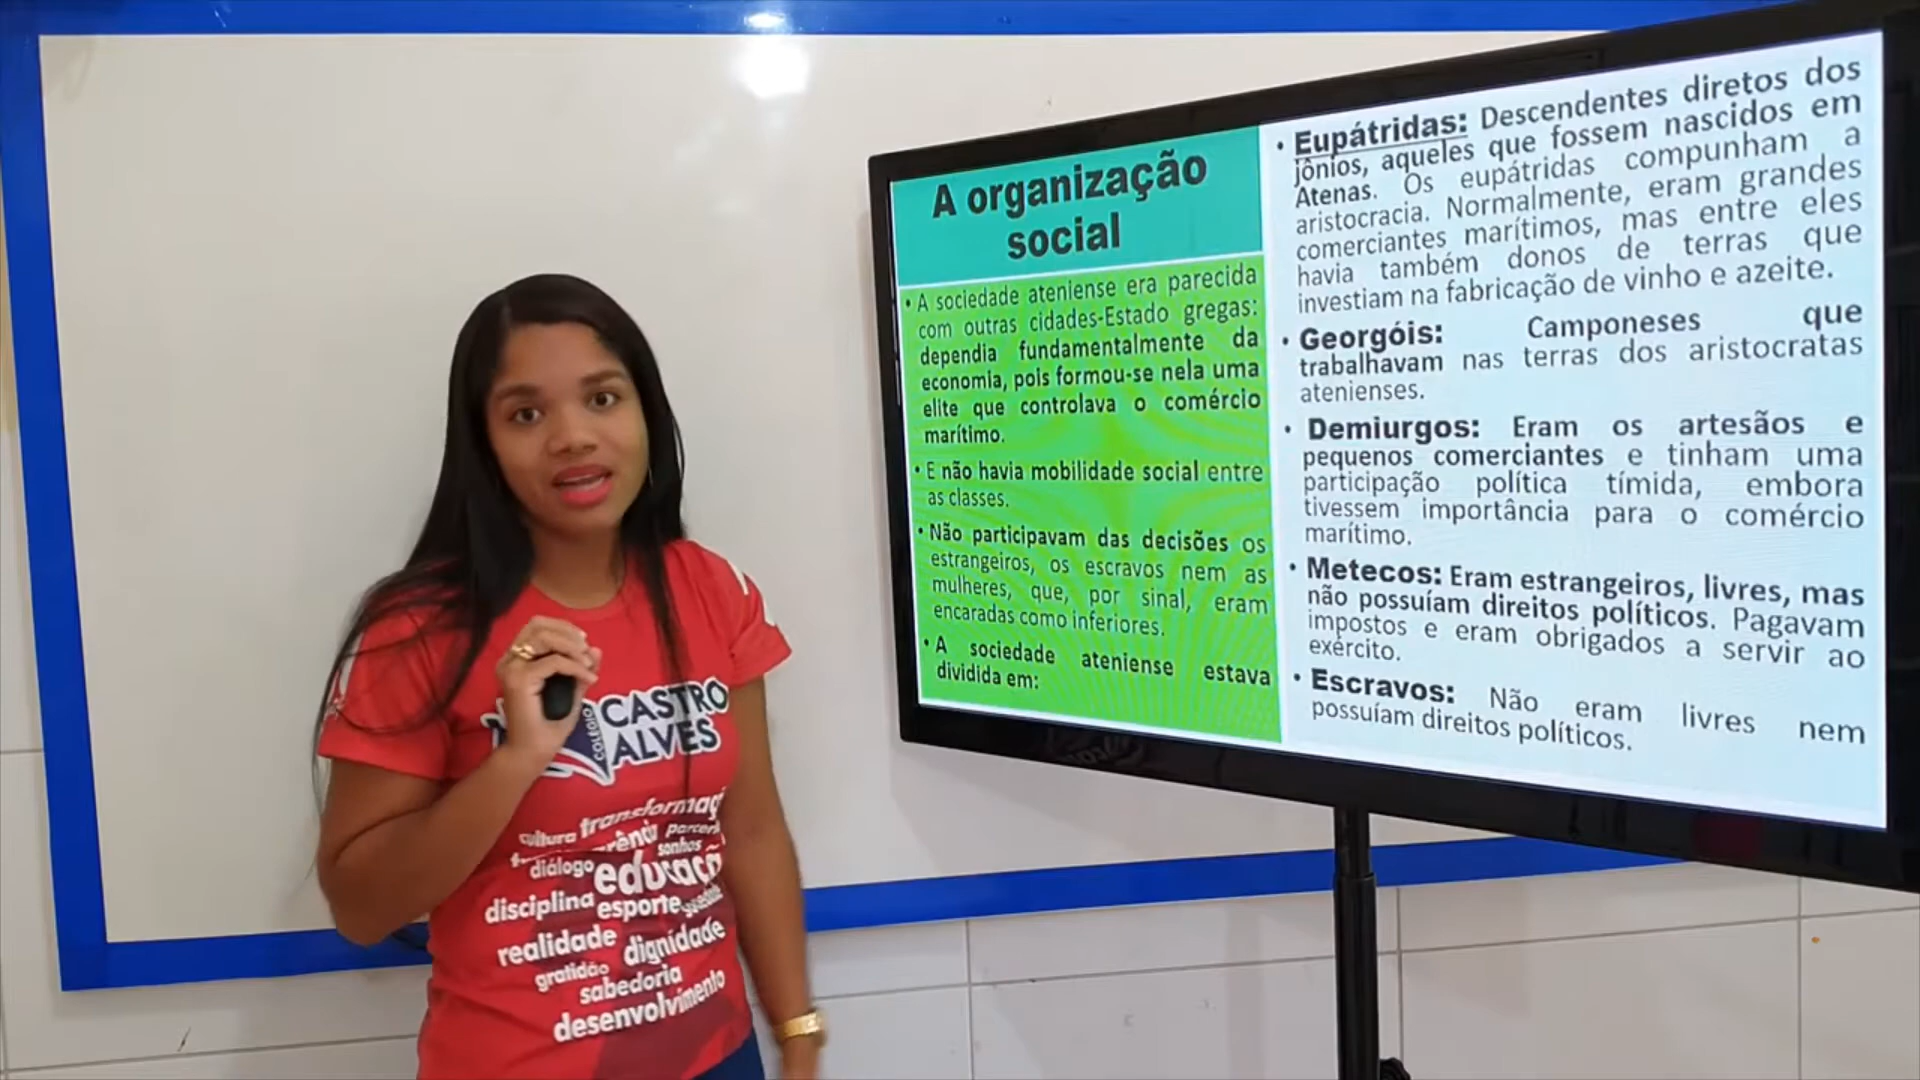 A organização
social
• A sociedade ateniense era parecida
com outras cidades-Estado gregas:
dependia fundamentalmente da
economia, pois formou-se nela uma
elite que controlava o comércio
marítimo.
• E não havia mobilidade social entre
as classes.
• Não participavam das decisões os
estrangeiros, os escravos nem as
mulheres, que, por sinal, eram
encaradas como inferiores.
• A sociedade ateniense estava
dividida em:
• Eupátridas: Descendentes diretos dos
jônios, aqueles que fossem nascidos em
Atenas. Os eupátridas compunham a
aristocracia. Normalmente, eram grandes
comerciantes marítimos, mas entre eles
havia também donos de terras que
investiam na fabricação de vinho e azeite.
• Georgóis: Camponeses que
trabalhavam nas terras dos aristocratas
atenienses.
• Demiurgos: Eram os artesãos e
pequenos comerciantes e tinham uma
participação política tímida, embora
tivessem importância para o comércio
marítimo.
• Metecos: Eram estrangeiros, livres, mas
não possuíam direitos políticos. Pagavam
impostos e eram obrigados a servir ao
exército.
• Escravos: Não eram livres nem
possuíam direitos políticos.
COLÉGIO
CASTRO
ALVES
cultura transformaç
rência parceri
sonhos
diálogo educaçã
disciplina esporte
realidade dignidade
gratidão
sabedoria
desenvolvimento